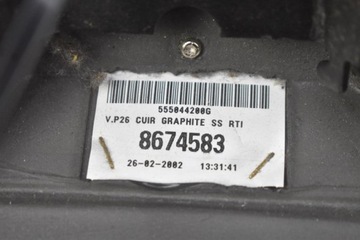 555044200G
V.P26 CUIR GRAPHITE SS RTI
8674583
26-02-2002 13:31:41